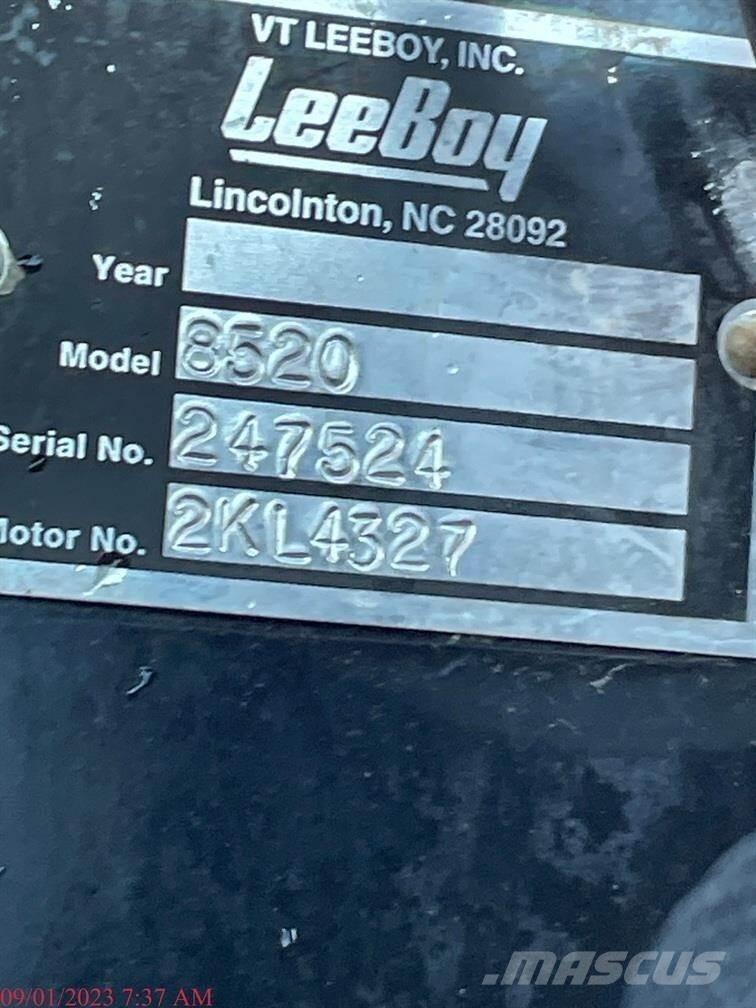 VT LEEBOY, INC.
LeeBoy
Lincolnton, NC 28092
Year
Model 8520
Serial No. 247524
Motor No. 2KL4327
09/01/2023 7:37 AM
MASCUS